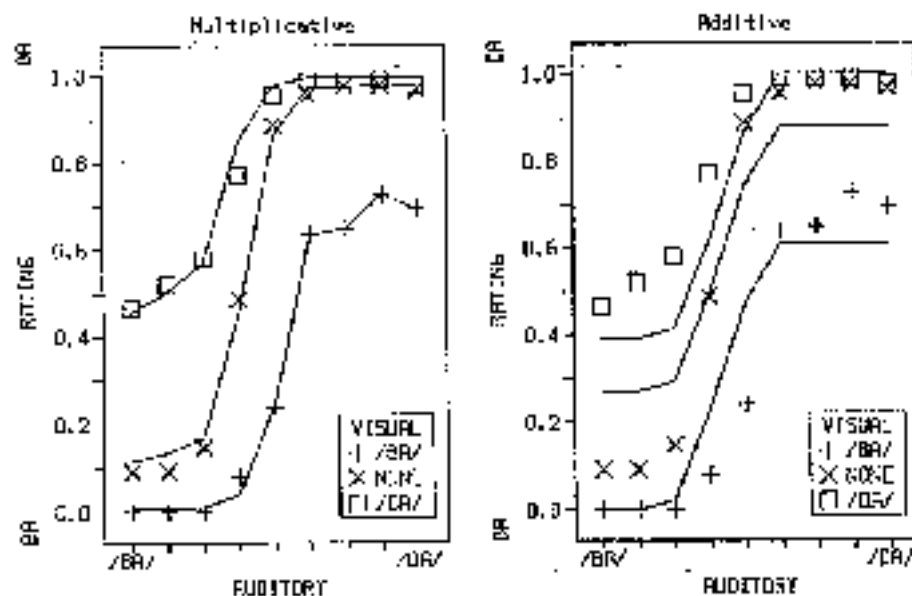 Multiplicative
DA
1.0
0.8
0.6
0.4
0.2
0.0
BA
RATING
VISUAL
/BA/
NONE
/DA/
/BA/
/DA/
AUDITORY
Additive
DA
1.0
0.8
0.6
0.4
0.2
0.0
BA
RATING
VISUAL
/BA/
NONE
/DA/
/BA/
/DA/
AUDITORY